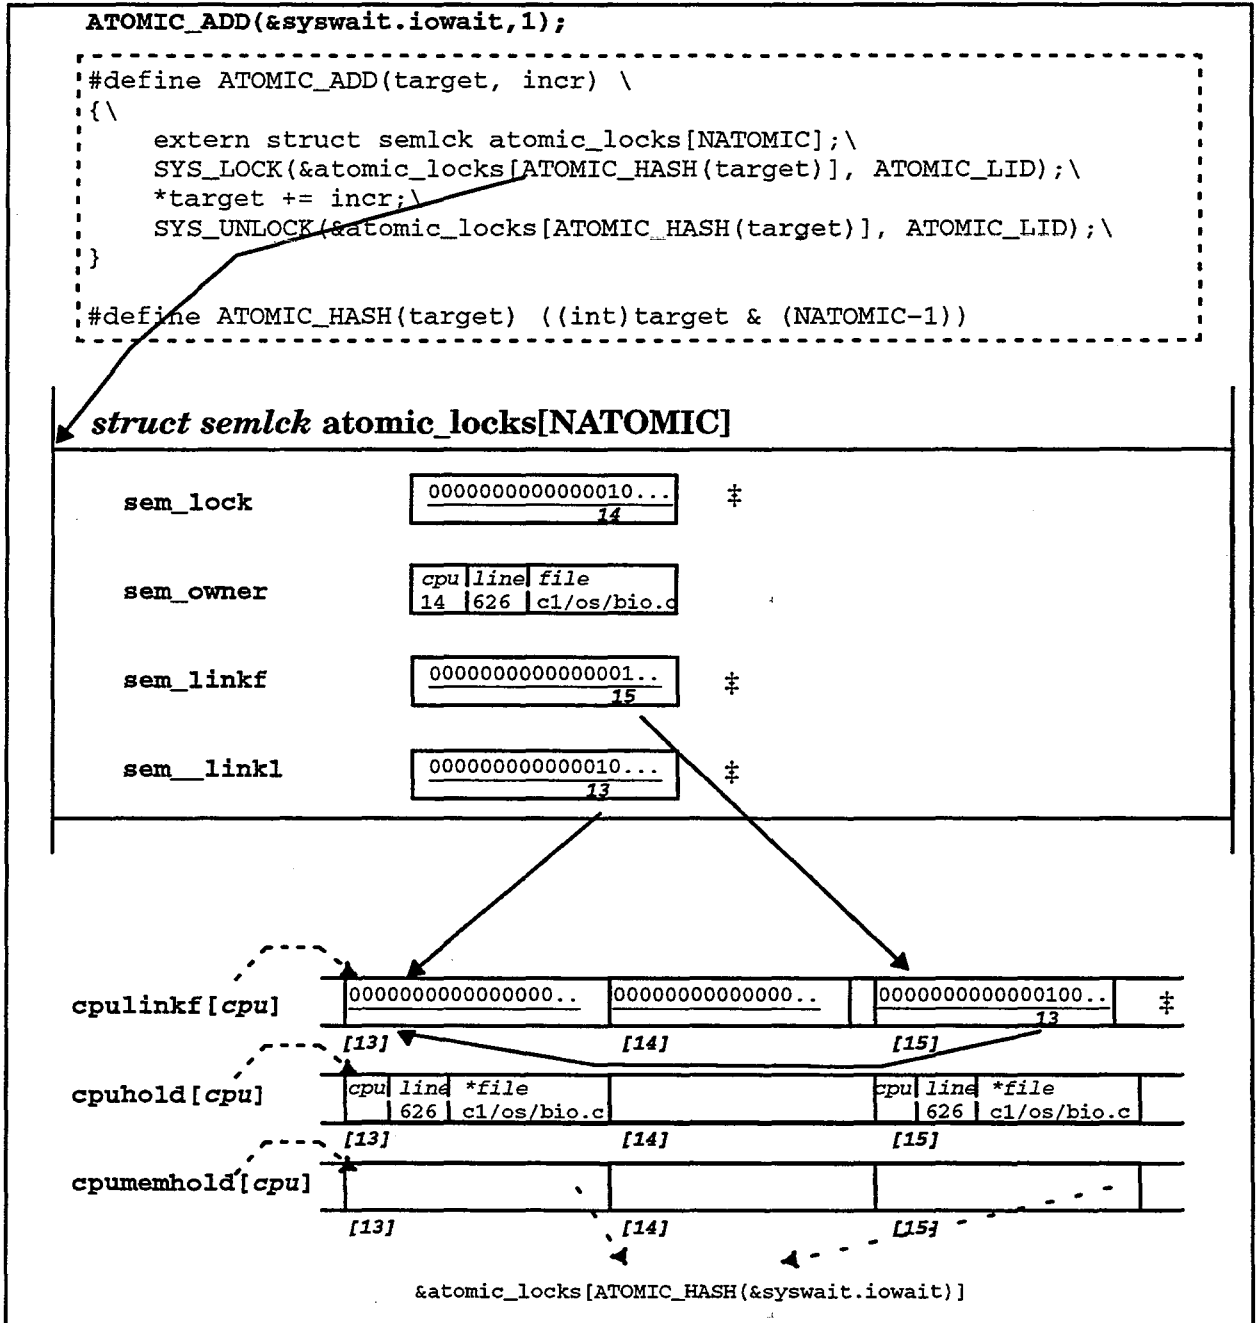 ATOMIC_ADD(&syswait.iowait,1);
#define ATOMIC_ADD(target, incr) \
{\
extern struct semlck atomic_locks[NATOMIC];\
SYS_LOCK(&atomic_locks[ATOMIC_HASH(target)], ATOMIC_LID);\
*target += incr;\
SYS_UNLOCK(&atomic_locks[ATOMIC_HASH(target)], ATOMIC_LID);\
}
#define ATOMIC_HASH(target) ((int)target & (NATOMIC-1))
struct semlck atomic_locks[NATOMIC]
sem_lock 0000000000000010... ‡
14
cpu line file
sem_owner 14 626 c1/os/bio.c
sem_linkf 0000000000000001.. ‡
15
sem__linkl 000000000000010... ‡
13
cpulinkf[cpu] 0000000000000000.. 00000000000000.. 0000000000000100.. ‡
13
[13] [14] [15]
cpuhold[cpu] cpu line *file cpu line *file
626 c1/os/bio.c 626 c1/os/bio.c
[13] [14] [15]
cpumemhold[cpu]
[13] [14] [15]
&atomic_locks[ATOMIC_HASH(&syswait.iowait)]